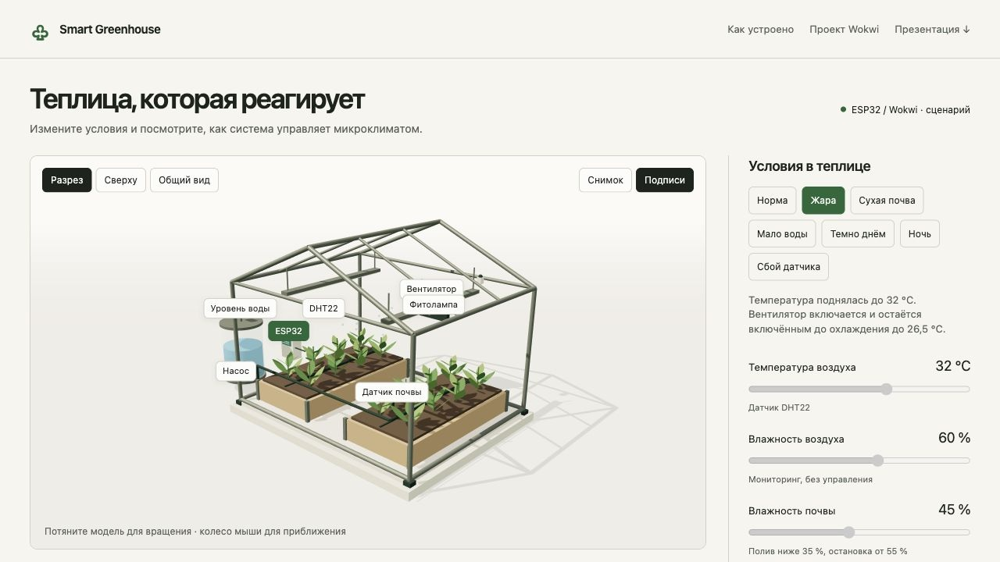 Smart Greenhouse
Как устроено
Проект Wokwi
Презентация ↓
Теплица, которая реагирует
Измените условия и посмотрите, как система управляет микроклиматом.
ESP32 / Wokwi · сценарий
Разрез
Сверху
Общий вид
Снимок
Подписи
Вентилятор
Фитолампа
Уровень воды
DHT22
ESP32
Насос
Датчик почвы
Потяните модель для вращения · колесо мыши для приближения
Условия в теплице
Норма
Жара
Сухая почва
Мало воды
Темно днём
Ночь
Сбой датчика
Температура поднялась до 32 °C.
Вентилятор включается и остаётся
включённым до охлаждения до 26,5 °C.
Температура воздуха
32 °C
Датчик DHT22
Влажность воздуха
60 %
Мониторинг, без управления
Влажность почвы
45 %
Полив ниже 35 %, остановка от 55 %